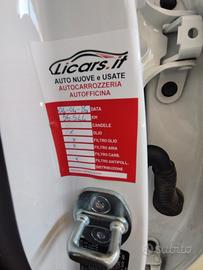 Licars.it
AUTO NUOVE e USATE
AUTOCARROZZERIA
AUTOFFICINA
DATA
KM
CANDELE
OLIO
FILTRO OLIO
FILTRO ARIA
FILTRO CARB.
FILTRO ANTIPOLL.
DISTRIBUZIONE
subito